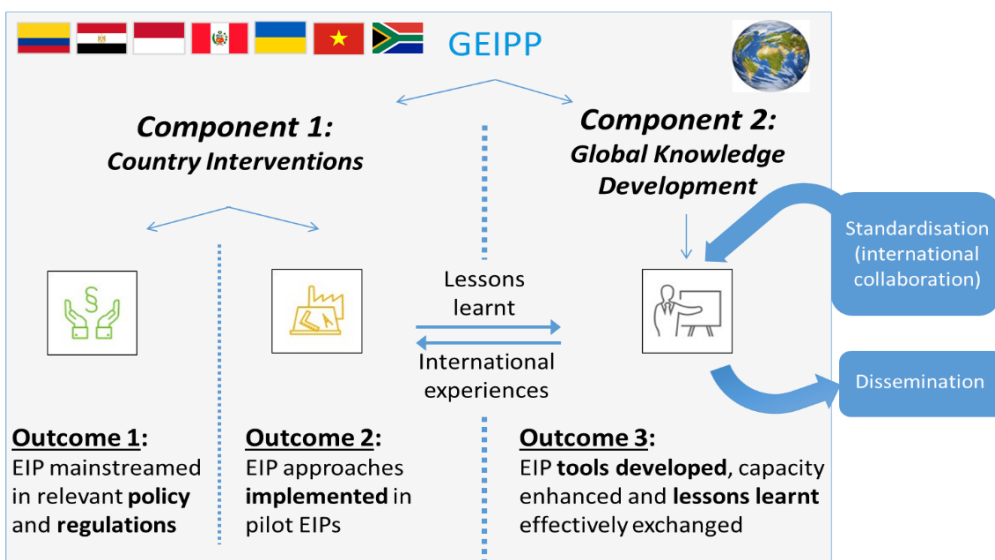 GEIPP
Component 1:
Country Interventions
Component 2:
Global Knowledge
Development
Standardisation
(international
collaboration)
§
Lessons
learnt
International
experiences
Dissemination
Outcome 1:
EIP mainstreamed
in relevant policy
and regulations
Outcome 2:
EIP approaches
implemented in
pilot EIPs
Outcome 3:
EIP tools developed, capacity
enhanced and lessons learnt
effectively exchanged